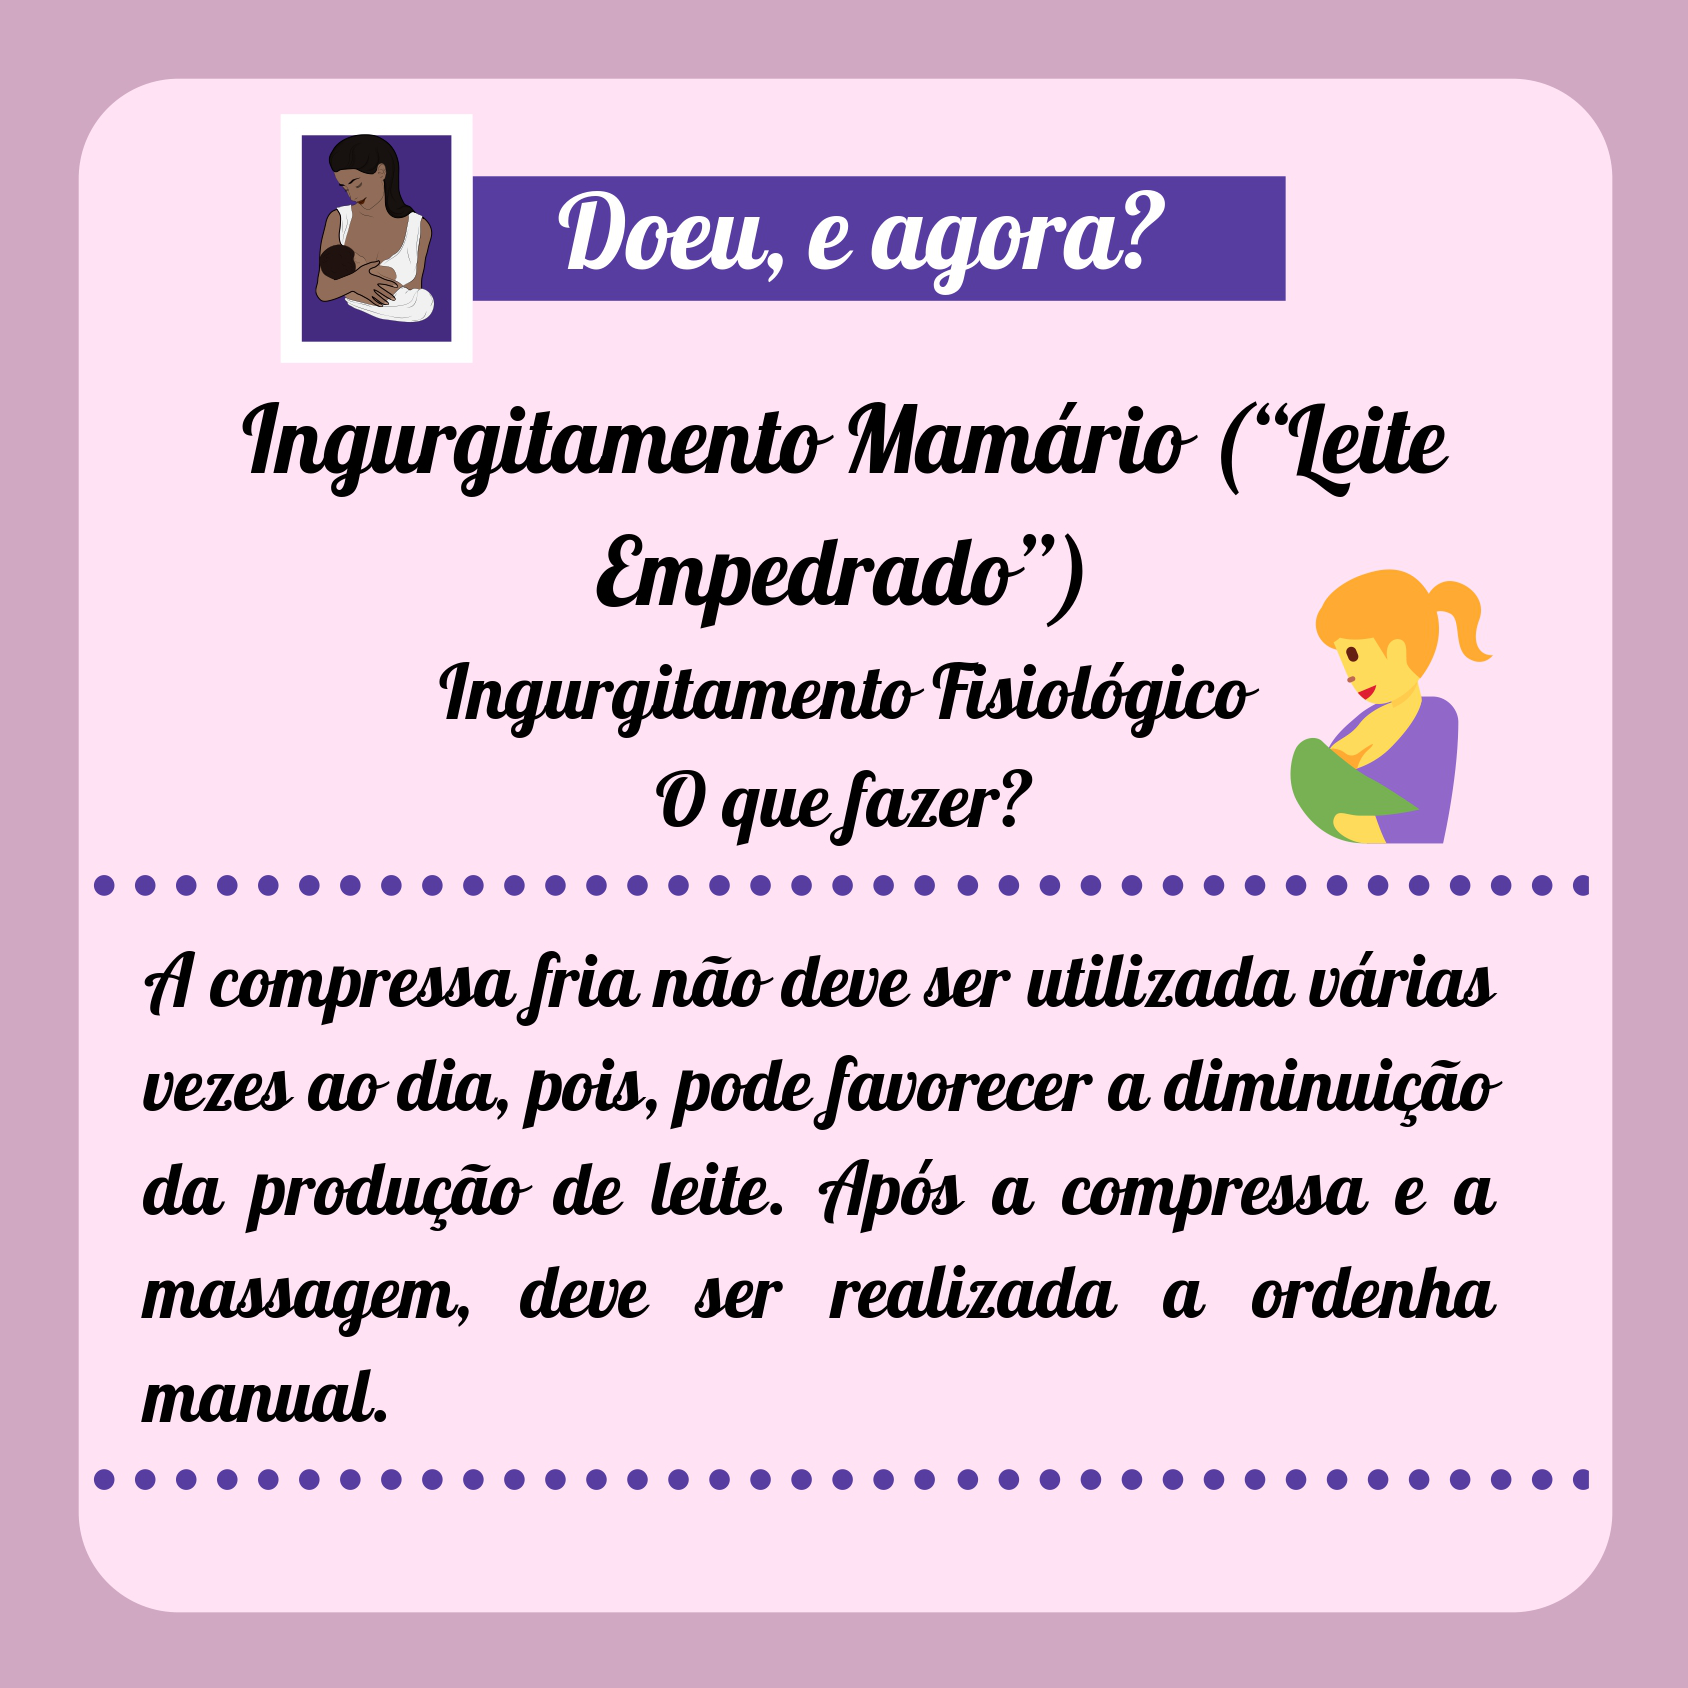 Doeu, e agora?
Ingurgitamento Mamário (“Leite
Empedrado”)
Ingurgitamento Fisiológico
O que fazer?
A compressa fria não deve ser utilizada várias
vezes ao dia, pois, pode favorecer a diminuição
da produção de leite. Após a compressa e a
massagem, deve ser realizada a ordenha
manual.